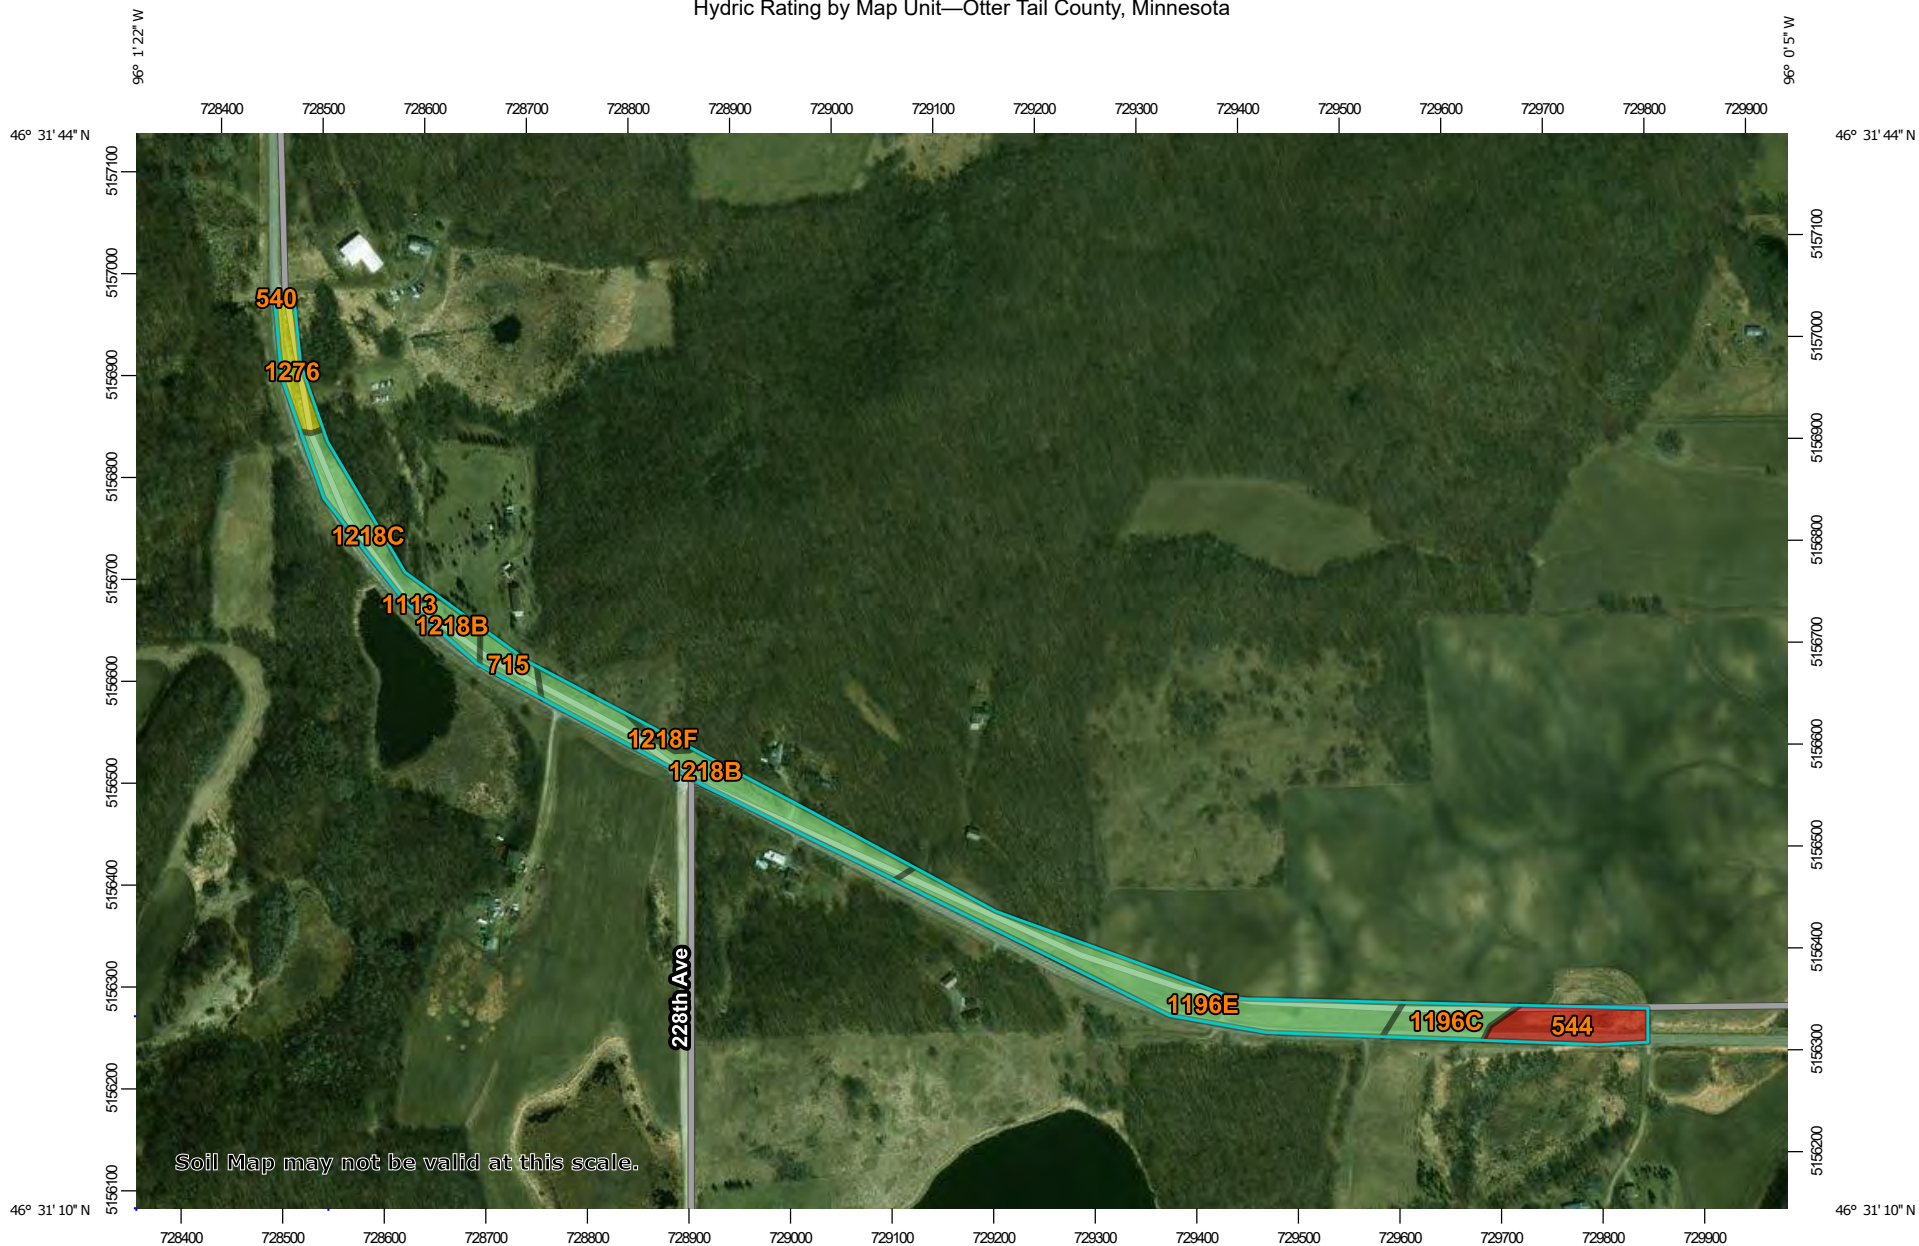 Hydric Rating by Map Unit—Otter Tail County, Minnesota
96° 1' 22'' W
96° 0' 5'' W
728400 728500 728600 728700 728800 728900 729000 729100 729200 729300 729400 729500 729600 729700 729800 729900
46° 31' 44'' N
46° 31' 44'' N
5157100
5157000
5156900
5156800
5156700
5156600
5156500
5156400
5156300
5156200
5156100
5157100
5157000
5156900
5156800
5156700
5156600
5156500
5156400
5156300
5156200
540
1276
1218C
1113
1218B
715
1218F
1218B
228th Ave
1196E
1196C
544
Soil Map may not be valid at this scale.
46° 31' 10'' N
46° 31' 10'' N
728400 728500 728600 728700 728800 728900 729000 729100 729200 729300 729400 729500 729600 729700 729800 729900